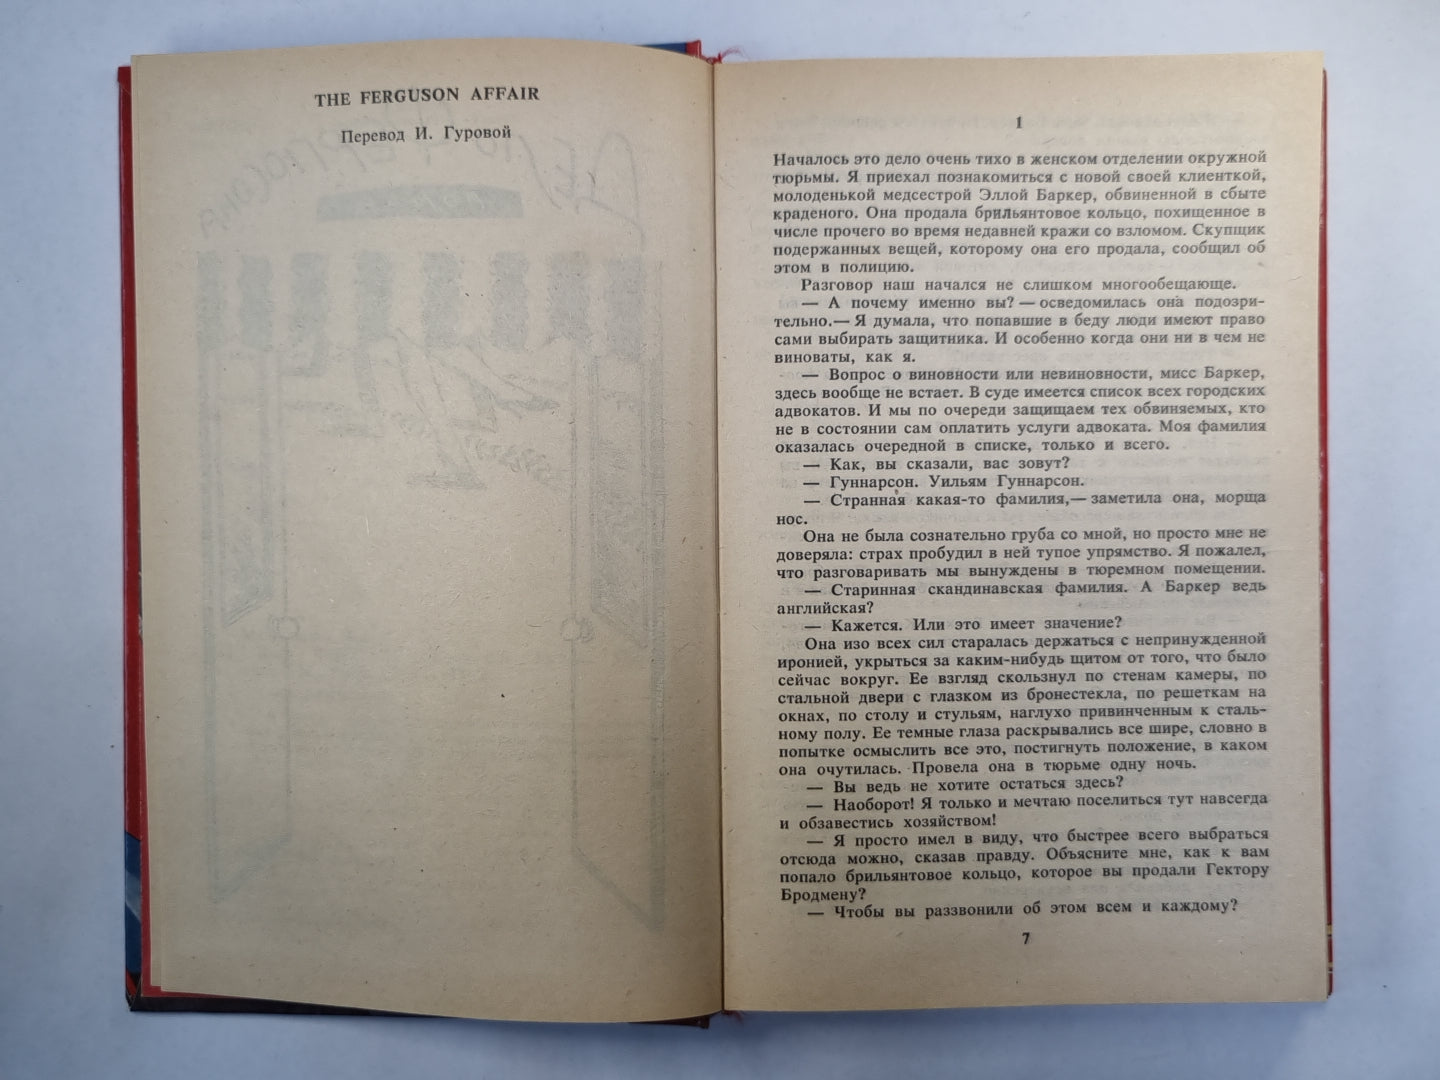 THE FERGUSON AFFAIR
Перевод И. Гуровой
1
Началось это дело очень тихо в женском отделении окружной
тюрьмы. Я приехал познакомиться с новой своей клиенткой,
молоденькой медсестрой Эллой Баркер, обвиненной в сбыте
краденого. Она продала брильянтовое кольцо, похищенное в
числе прочего во время недавней кражи со взломом. Скупщик
подержанных вещей, которому она его продала, сообщил об
этом в полицию.
Разговор наш начался не слишком многообещающе.
— А почему именно вы? — осведомилась она подозри-
тельно.— Я думала, что попавшие в беду люди имеют право
сами выбирать защитника. И особенно когда они ни в чем не
виноваты, как я.
— Вопрос о виновности или невиновности, мисс Баркер,
здесь вообще не встает. В суде имеется список всех городских
адвокатов. И мы по очереди защищаем тех обвиняемых, кто
не в состоянии сам оплатить услуги адвоката. Моя фамилия
оказалась очередной в списке, только и всего.
— Как, вы сказали, вас зовут?
— Гуннарсон. Уильям Гуннарсон.
— Странная какая-то фамилия,— заметила она, морща
нос.
Она не была сознательно груба со мной, но просто мне не
доверяла: страх пробудил в ней тупое упрямство. Я пожалел,
что разговаривать мы вынуждены в тюремном помещении.
— Старинная скандинавская фамилия. А Баркер ведь
английская?
— Кажется. Или это имеет значение?
Она изо всех сил старалась держаться с непринужденной
иронией, укрыться за каким-нибудь щитом от того, что было
сейчас вокруг. Ее взгляд скользнул по стенам камеры, по
стальной двери с глазком из бронестекла, по решеткам на
окнах, по столу и стульям, наглухо привинченным к сталь-
ному полу. Ее темные глаза раскрывались все шире, словно в
попытке осмыслить все это, постигнуть положение, в каком
она очутилась. Провела она в тюрьме одну ночь.
— Вы ведь не хотите остаться здесь?
— Наоборот! Я только и мечтаю поселиться тут навсегда
и обзавестись хозяйством!
— Я просто имел в виду, что быстрее всего выбраться
отсюда можно, сказав правду. Объясните мне, как к вам
попало брильянтовое кольцо, которое вы продали Гектору
Бродмену?
— Чтобы вы раззвонили об этом всем и каждому?
7